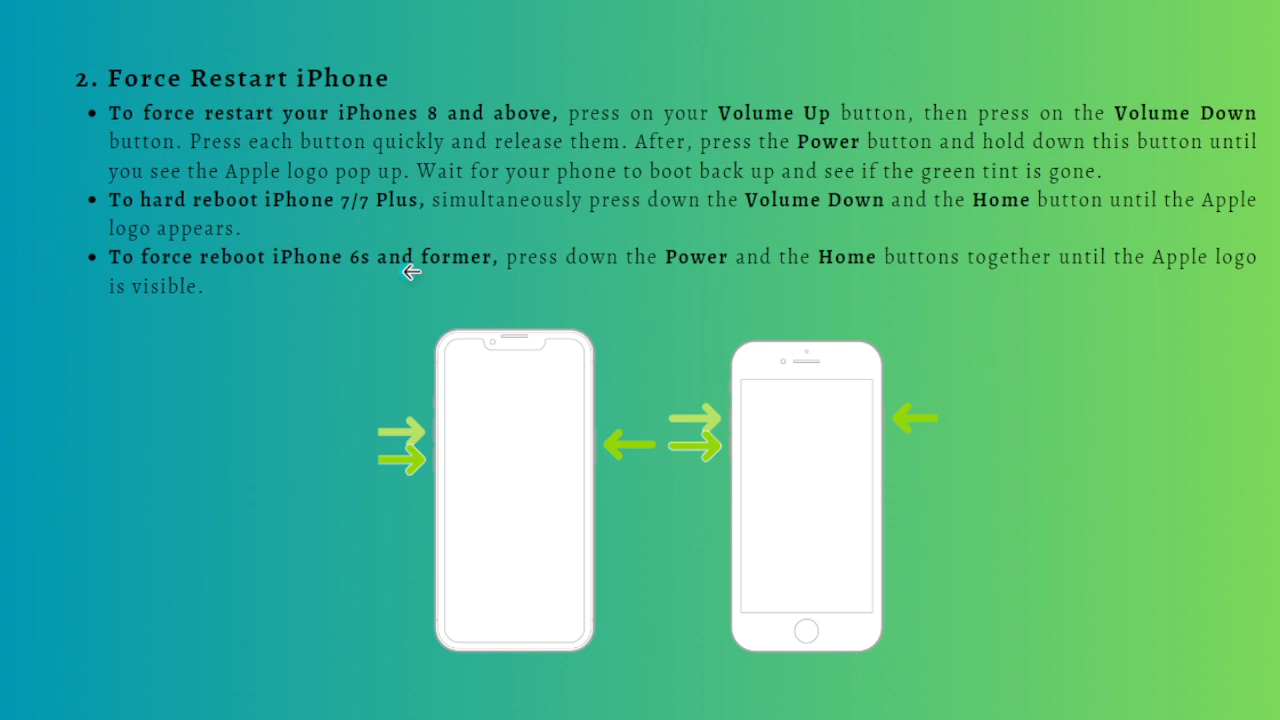 2. Force Restart iPhone
• To force restart your iPhones 8 and above, press on your Volume Up button, then press on the Volume Down
button. Press each button quickly and release them. After, press the Power button and hold down this button until
you see the Apple logo pop up. Wait for your phone to boot back up and see if the green tint is gone.
• To hard reboot iPhone 7/7 Plus, simultaneously press down the Volume Down and the Home button until the Apple
logo appears.
• To force reboot iPhone 6s and former, press down the Power and the Home buttons together until the Apple logo
is visible.